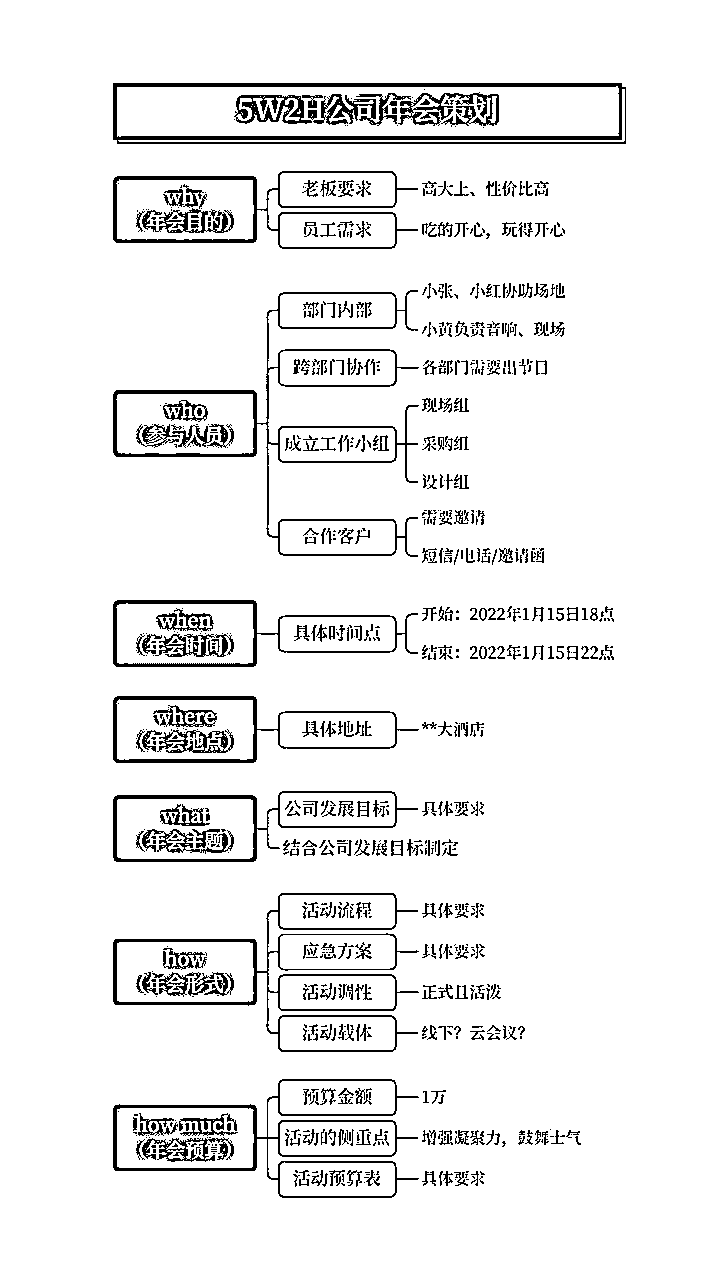 5W2H公司年会策划
why
（年会目的）
老板要求
高大上、性价比高
员工需求
吃的开心，玩得开心
who
（参与人员）
部门内部
小张、小红协助场地
小黄负责音响、现场
跨部门协作
各部门需要出节目
成立工作小组
现场组
采购组
设计组
合作客户
需要邀请
短信/电话/邀请函
when
（年会时间）
具体时间点
开始：2022年1月15日18点
结束：2022年1月15日22点
where
（年会地点）
具体地址
**大酒店
what
（年会主题）
公司发展目标
具体要求
结合公司发展目标制定
how
（年会形式）
活动流程
具体要求
应急方案
具体要求
活动调性
正式且活泼
活动载体
线下？云会议？
how much
（年会预算）
预算金额
1万
活动的侧重点
增强凝聚力，鼓舞士气
活动预算表
具体要求